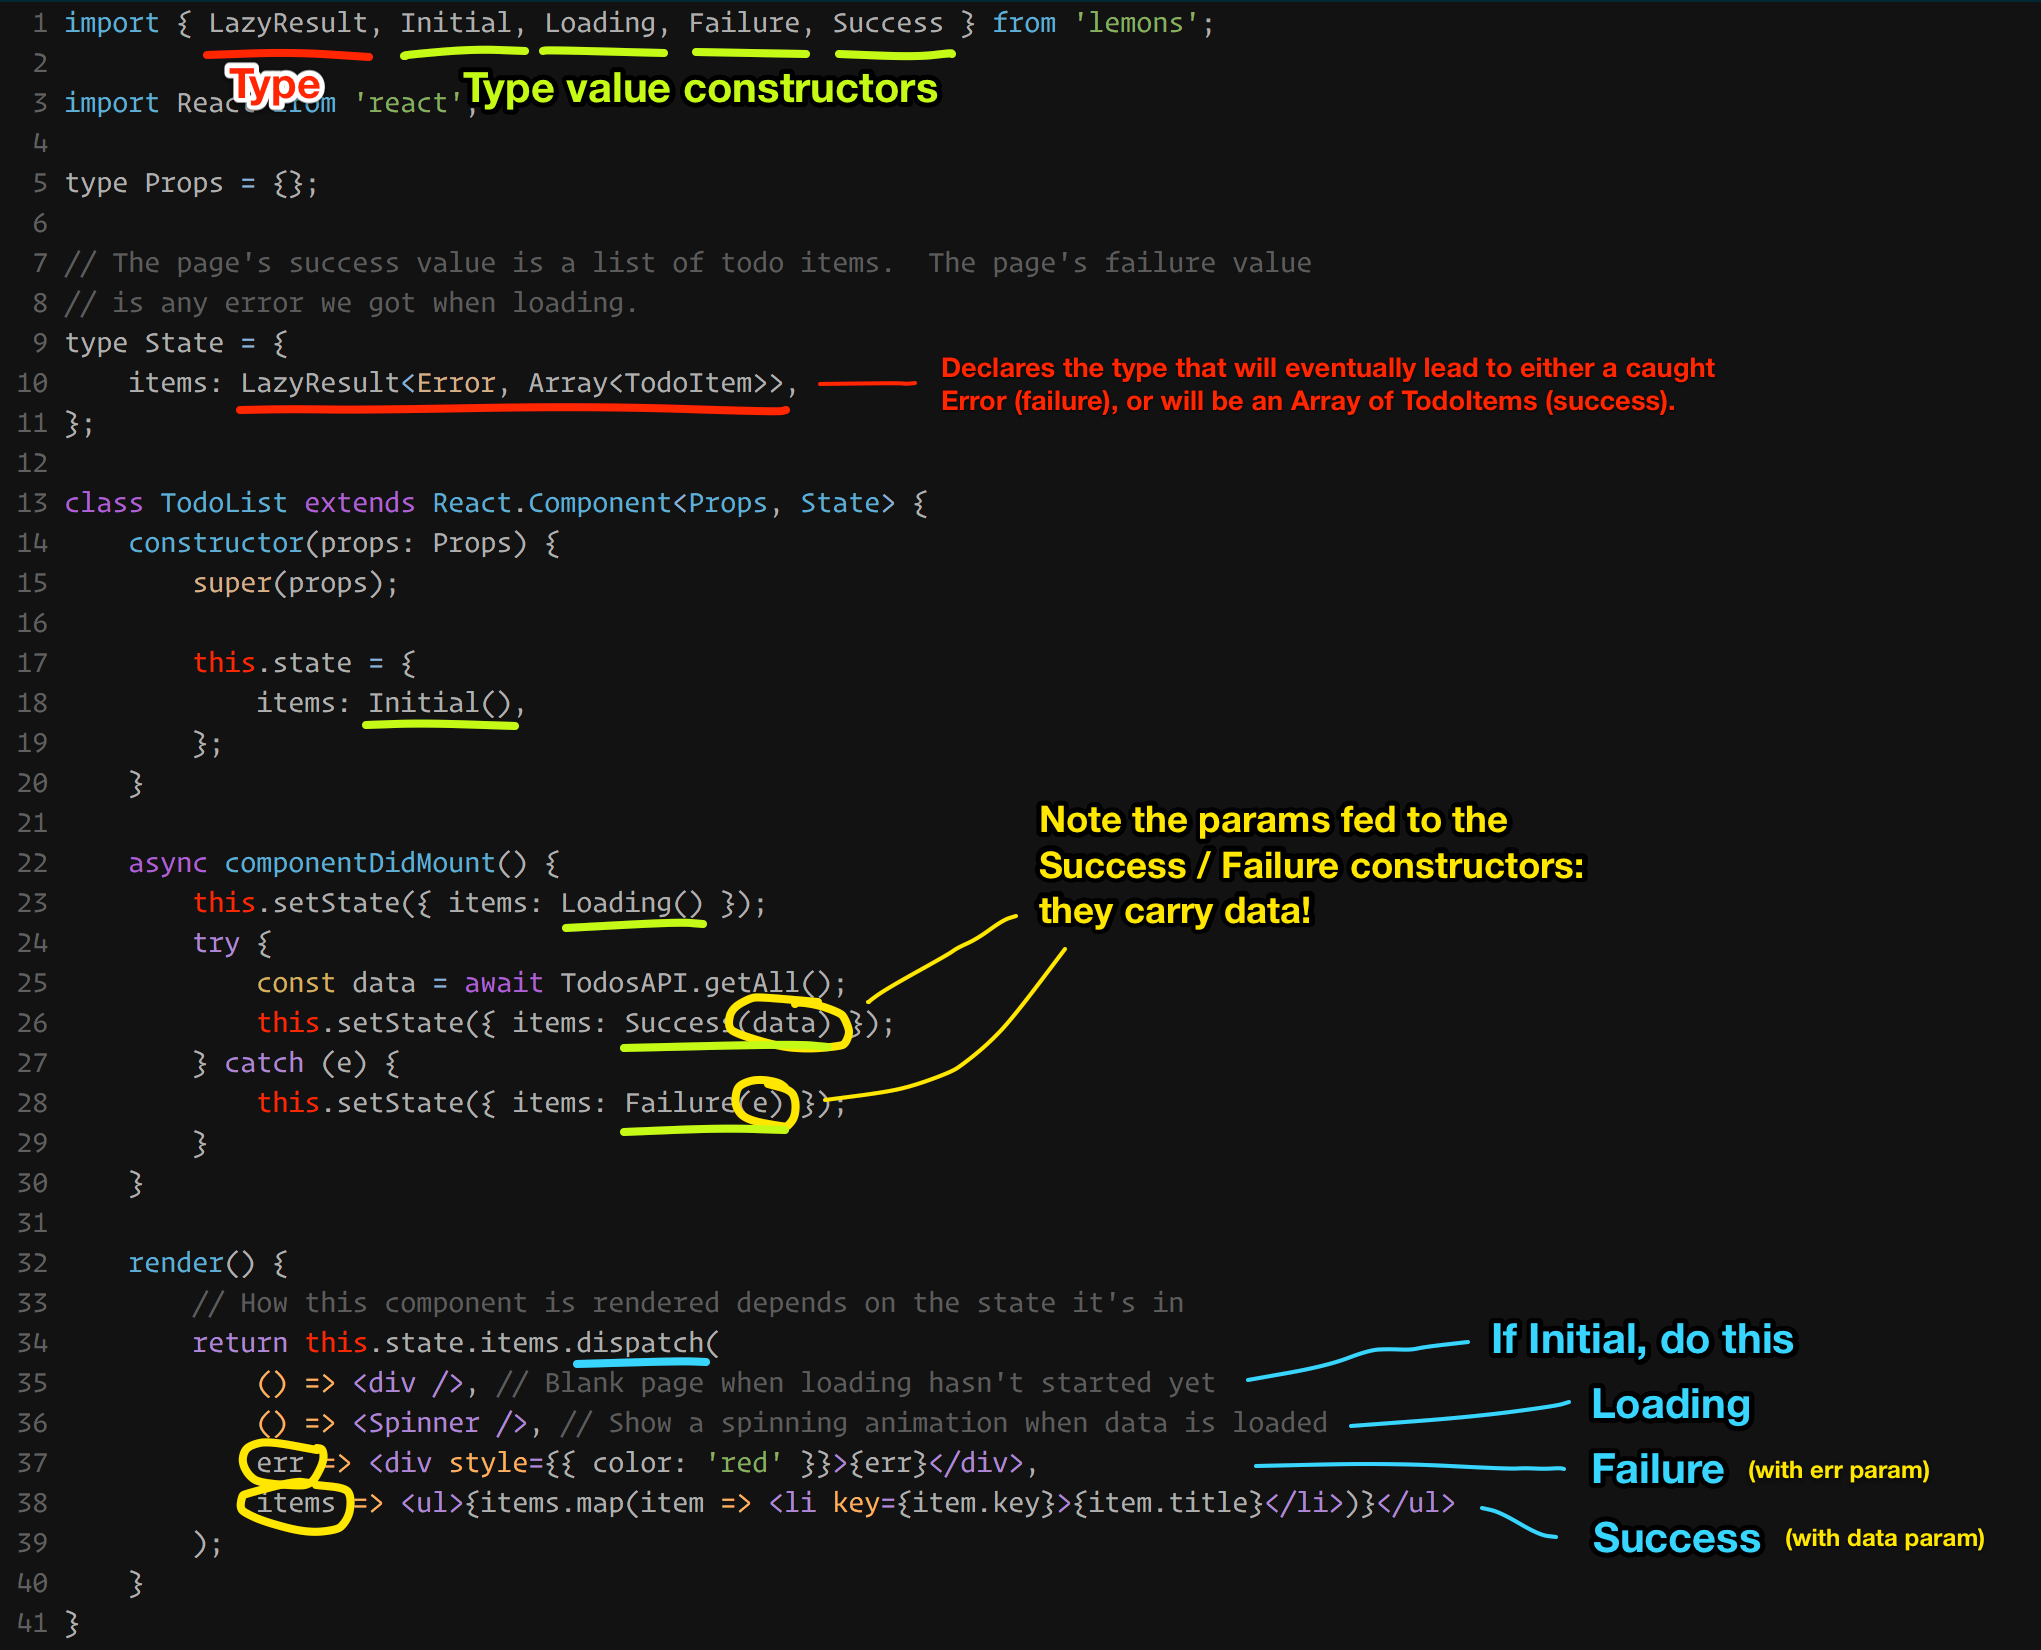 1 import { LazyResult, Initial, Loading, Failure, Success } from 'lemons';
2
Type
Type value constructors
3 import React from 'react';
4
5 type Props = {};
6
7 // The page's success value is a list of todo items.  The page's failure value
8 // is any error we got when loading.
9 type State = {
10     items: LazyResult<Error, Array<TodoItem>>,
Declares the type that will eventually lead to either a caught
Error (failure), or will be an Array of TodoItems (success).
11 };
12
13 class TodoList extends React.Component<Props, State> {
14     constructor(props: Props) {
15         super(props);
16
17         this.state = {
18             items: Initial(),
19         };
20     }
21
Note the params fed to the
Success / Failure constructors:
they carry data!
22     async componentDidMount() {
23         this.setState({ items: Loading() });
24         try {
25             const data = await TodosAPI.getAll();
26             this.setState({ items: Success(data) });
27         } catch (e) {
28             this.setState({ items: Failure(e) });
29         }
30     }
31
32     render() {
33         // How this component is rendered depends on the state it's in
34         return this.state.items.dispatch(
If Initial, do this
35             () => <div />, // Blank page when loading hasn't started yet
Loading
36             () => <Spinner />, // Show a spinning animation when data is loaded
37             err => <div style={{ color: 'red' }}>{err}</div>,
Failure (with err param)
38             items => <ul>{items.map(item => <li key={item.key}>{item.title}</li>)}</ul>
Success (with data param)
39         );
40     }
41 }